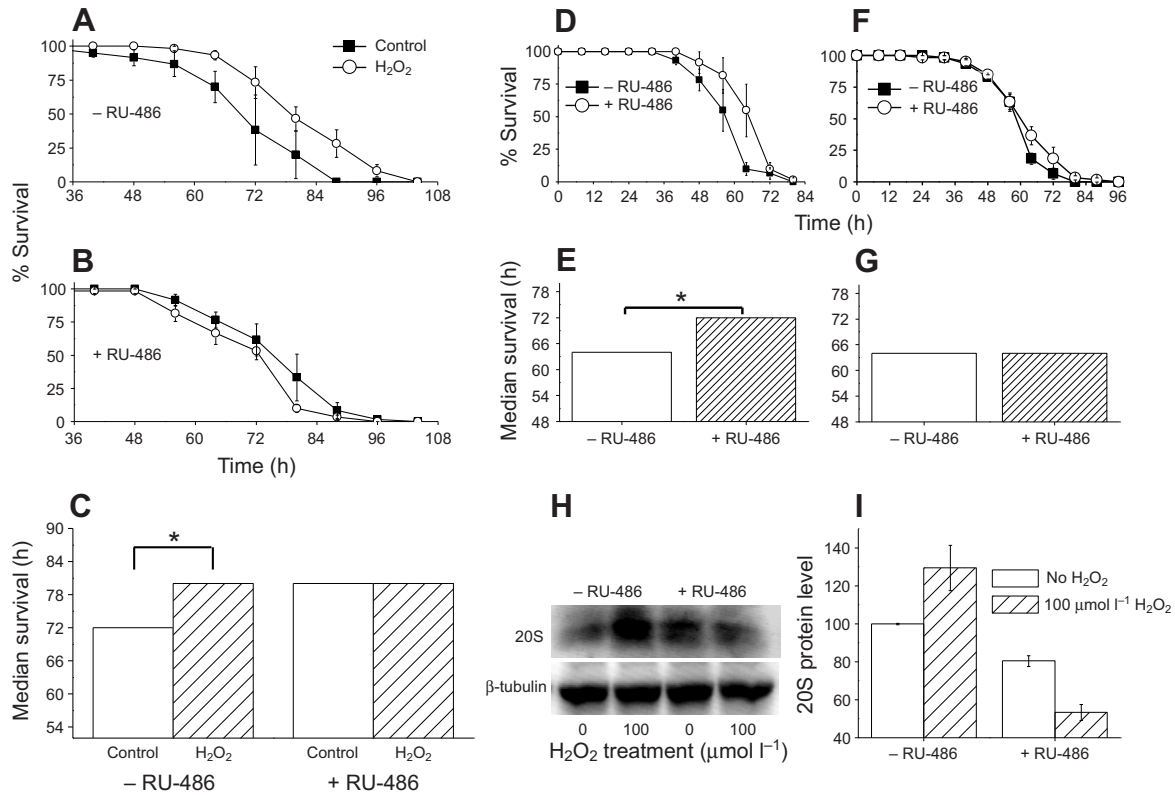 A
100
75
50
25
0
36 48 60 72 84 96 108
Control
H2O2
– RU-486
% Survival
B
100
75
50
25
0
36 48 60 72 84 96 108
+ RU-486
Time (h)
C
90
84
78
72
66
60
54
Median survival (h)
*
Control H2O2 Control H2O2
– RU-486 + RU-486
D
100
75
50
25
0
0 12 24 36 48 60 72 84
% Survival
– RU-486
+ RU-486
F
100
75
50
25
0
0 12 24 36 48 60 72 84 96
– RU-486
+ RU-486
Time (h)
E
78
72
66
60
54
48
Median survival (h)
*
– RU-486 + RU-486
G
78
72
66
60
54
48
– RU-486 + RU-486
H
– RU-486 + RU-486
20S
β-tubulin
0 100 0 100
H2O2 treatment (μmol l–1)
I
140
120
100
80
60
40
20S protein level
No H2O2
100 μmol l–1 H2O2
– RU-486 + RU-486